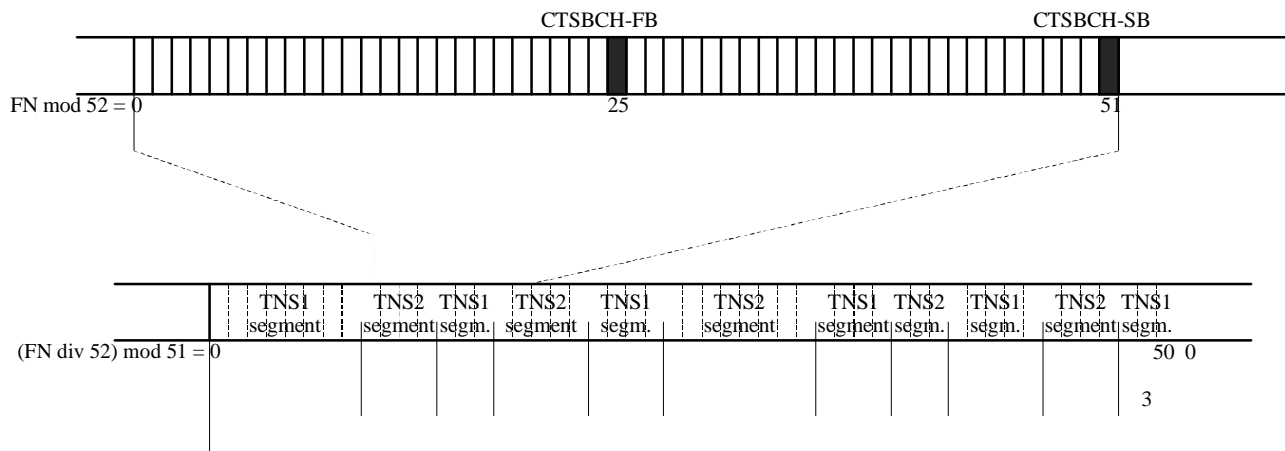 CTSBCH-FB CTSBCH-SB
FN mod 52 = 0 25 51
TNS1 TNS2 TNS1 TNS2 TNS1 TNS2 TNS1 TNS2 TNS1 TNS2 TNS1
segment segment segm. segment segm. segment segment segm. segm. segment segm.
(FN div 52) mod 51 = 0 50 0
3